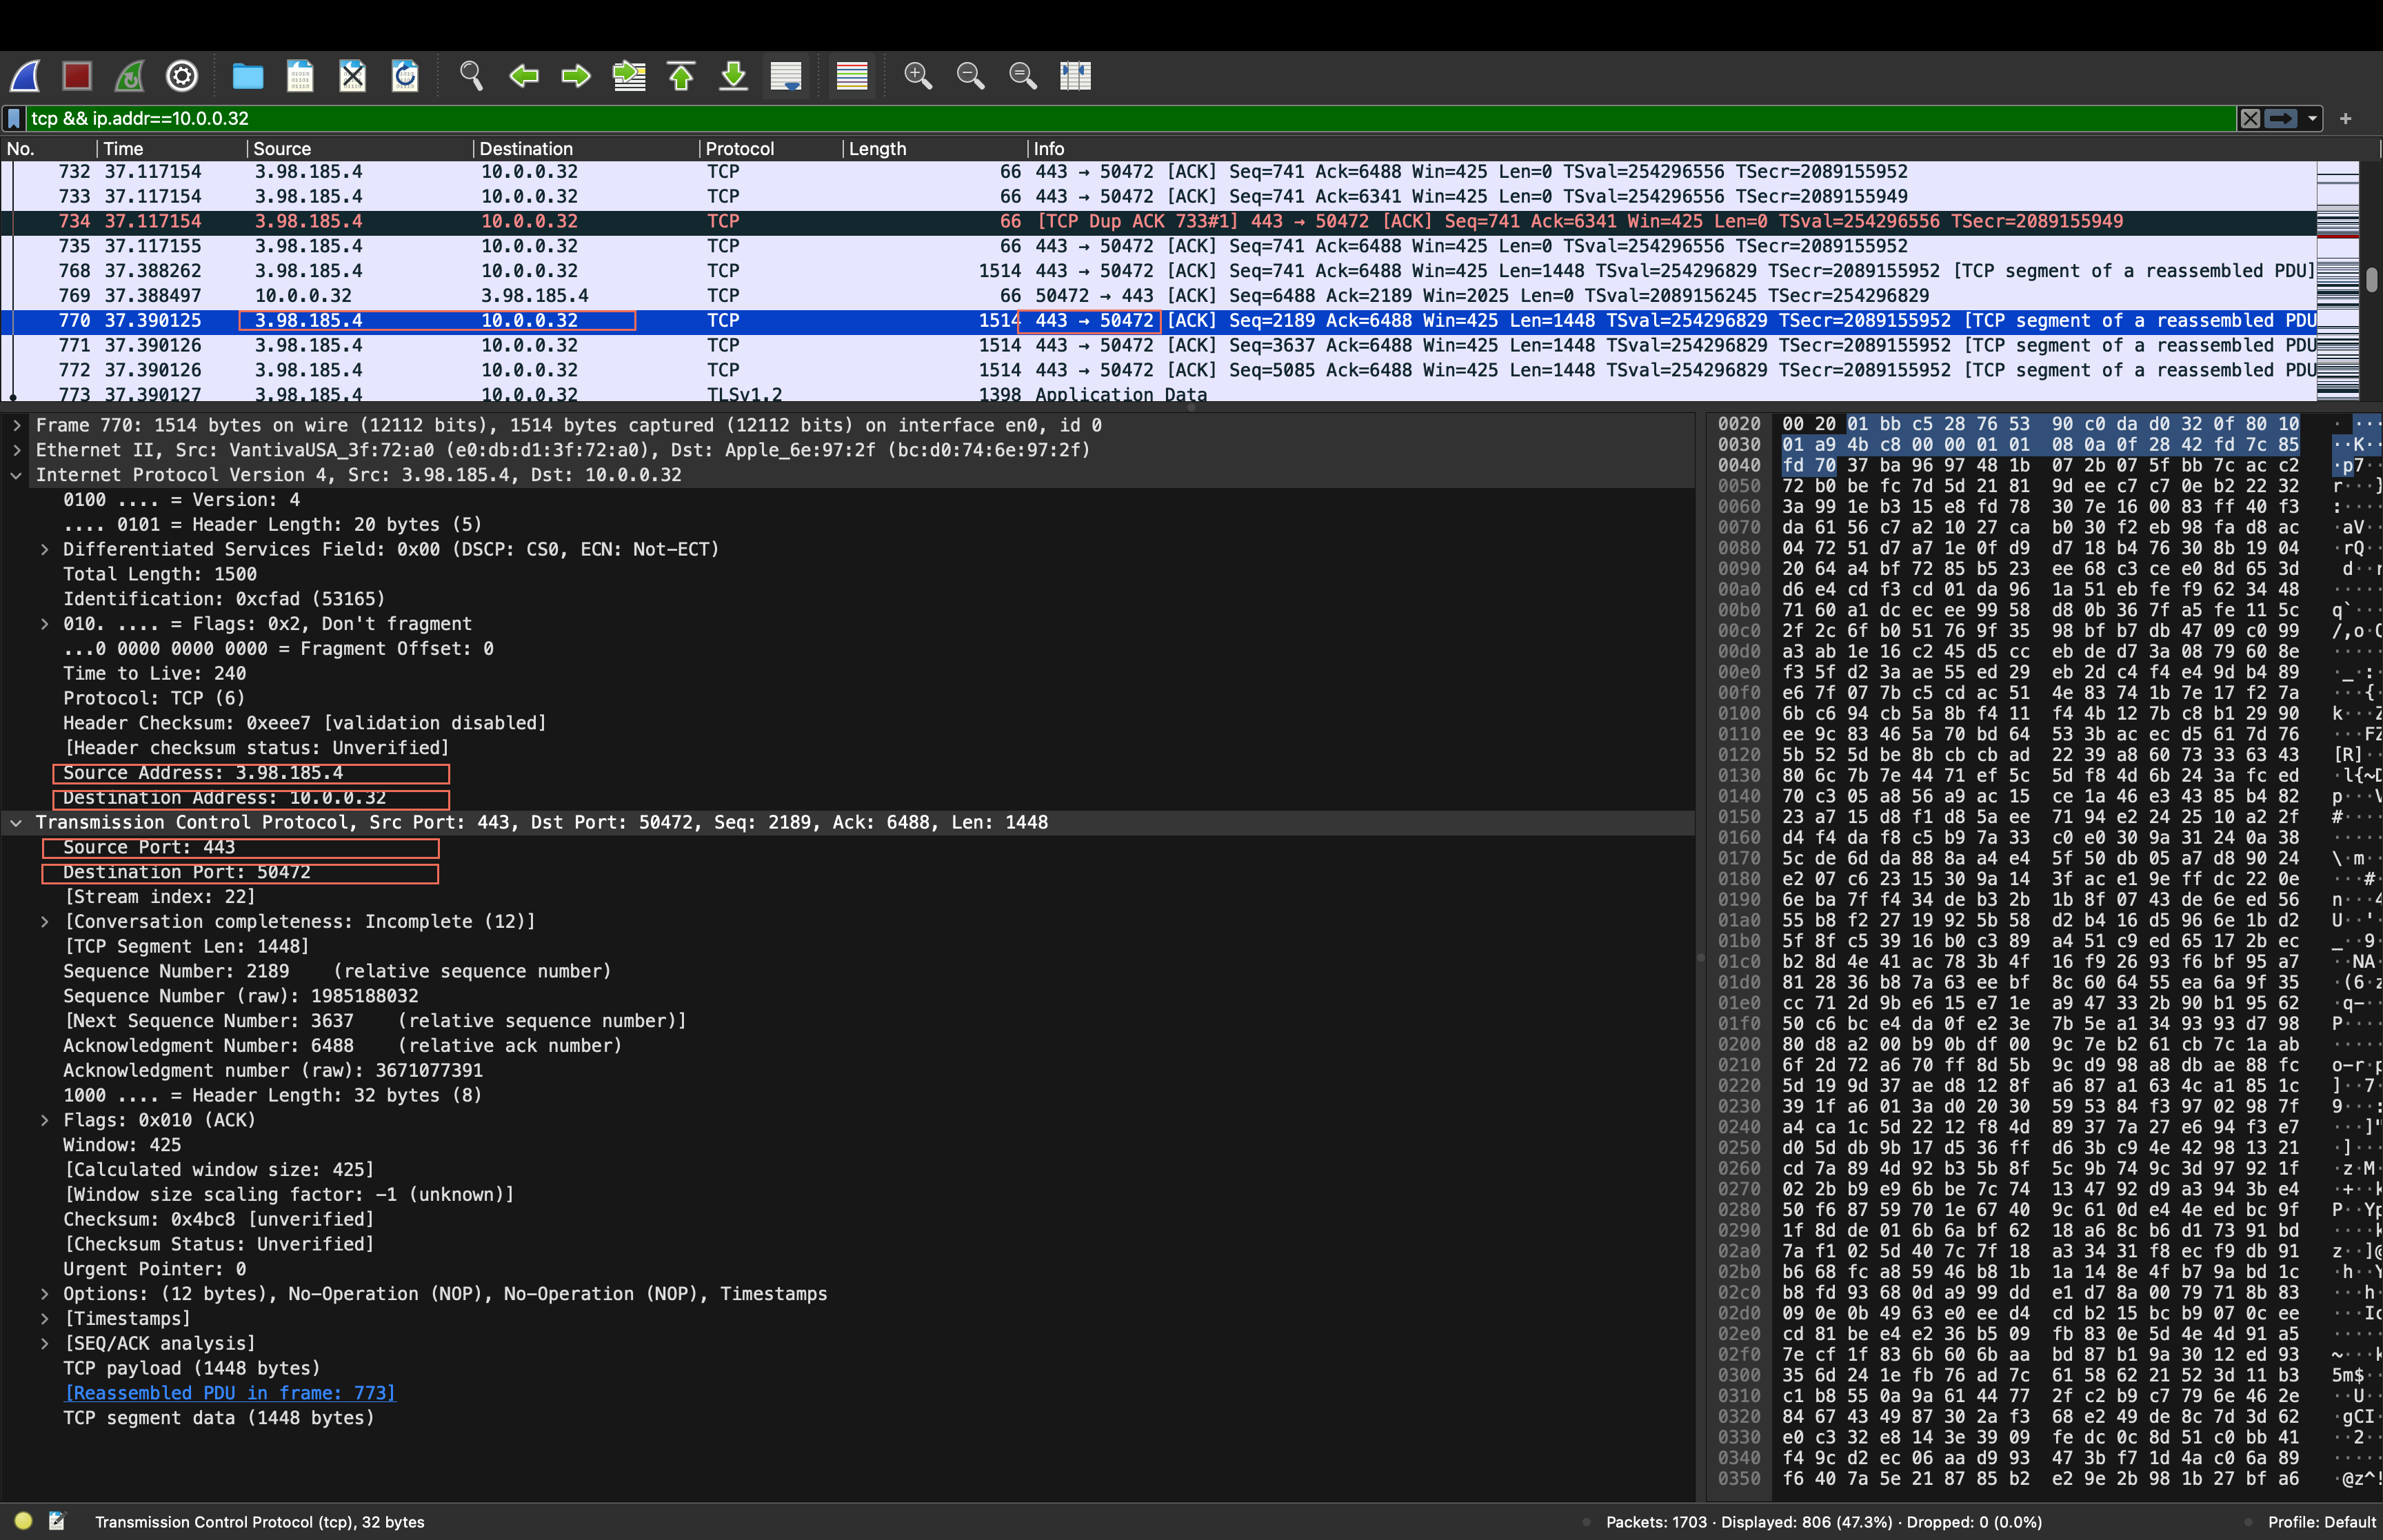 tcp && ip.addr==10.0.0.32
No. Time Source Destination Protocol Length Info
732 37.117154 3.98.185.4 10.0.0.32 TCP 66 443 → 50472 [ACK] Seq=741 Ack=6488 Win=425 Len=0 TSval=254296556 TSecr=2089155952
733 37.117154 3.98.185.4 10.0.0.32 TCP 66 443 → 50472 [ACK] Seq=741 Ack=6341 Win=425 Len=0 TSval=254296556 TSecr=2089155949
734 37.117154 3.98.185.4 10.0.0.32 TCP 66 [TCP Dup ACK 733#1] 443 → 50472 [ACK] Seq=741 Ack=6341 Win=425 Len=0 TSval=254296556 TSecr=2089155949
735 37.117155 3.98.185.4 10.0.0.32 TCP 66 443 → 50472 [ACK] Seq=741 Ack=6488 Win=425 Len=0 TSval=254296556 TSecr=2089155952
768 37.388262 3.98.185.4 10.0.0.32 TCP 1514 443 → 50472 [ACK] Seq=741 Ack=6488 Win=425 Len=1448 TSval=254296829 TSecr=2089155952 [TCP segment of a reassembled PDU]
769 37.388497 10.0.0.32 3.98.185.4 TCP 66 50472 → 443 [ACK] Seq=6488 Ack=2189 Win=2025 Len=0 TSval=2089156245 TSecr=254296829
770 37.390125 3.98.185.4 10.0.0.32 TCP 1514 443 → 50472 [ACK] Seq=2189 Ack=6488 Win=425 Len=1448 TSval=254296829 TSecr=2089155952 [TCP segment of a reassembled PDU
771 37.390126 3.98.185.4 10.0.0.32 TCP 1514 443 → 50472 [ACK] Seq=3637 Ack=6488 Win=425 Len=1448 TSval=254296829 TSecr=2089155952 [TCP segment of a reassembled PDU
772 37.390126 3.98.185.4 10.0.0.32 TCP 1514 443 → 50472 [ACK] Seq=5085 Ack=6488 Win=425 Len=1448 TSval=254296829 TSecr=2089155952 [TCP segment of a reassembled PDU
773 37.390127 3.98.185.4 10.0.0.32 TLSv1.2 1398 Application Data
Frame 770: 1514 bytes on wire (12112 bits), 1514 bytes captured (12112 bits) on interface en0, id 0
Ethernet II, Src: VantivaUSA_3f:72:a0 (e0:db:d1:3f:72:a0), Dst: Apple_6e:97:2f (bc:d0:74:6e:97:2f)
Internet Protocol Version 4, Src: 3.98.185.4, Dst: 10.0.0.32
0100 .... = Version: 4
.... 0101 = Header Length: 20 bytes (5)
Differentiated Services Field: 0x00 (DSCP: CS0, ECN: Not-ECT)
Total Length: 1500
Identification: 0xcfad (53165)
010. .... = Flags: 0x2, Don't fragment
...0 0000 0000 0000 = Fragment Offset: 0
Time to Live: 240
Protocol: TCP (6)
Header Checksum: 0xeee7 [validation disabled]
[Header checksum status: Unverified]
Source Address: 3.98.185.4
Destination Address: 10.0.0.32
Transmission Control Protocol, Src Port: 443, Dst Port: 50472, Seq: 2189, Ack: 6488, Len: 1448
Source Port: 443
Destination Port: 50472
[Stream index: 22]
[Conversation completeness: Incomplete (12)]
[TCP Segment Len: 1448]
Sequence Number: 2189 (relative sequence number)
Sequence Number (raw): 1985188032
[Next Sequence Number: 3637 (relative sequence number)]
Acknowledgment Number: 6488 (relative ack number)
Acknowledgment number (raw): 3671077391
1000 .... = Header Length: 32 bytes (8)
Flags: 0x010 (ACK)
Window: 425
[Calculated window size: 425]
[Window size scaling factor: -1 (unknown)]
Checksum: 0x4bc8 [unverified]
[Checksum Status: Unverified]
Urgent Pointer: 0
Options: (12 bytes), No-Operation (NOP), No-Operation (NOP), Timestamps
[Timestamps]
[SEQ/ACK analysis]
TCP payload (1448 bytes)
[Reassembled PDU in frame: 773]
TCP segment data (1448 bytes)
0020 00 20 01 bb c5 28 76 53 90 c0 da d0 32 0f 80 10
0030 01 a9 4b c8 00 00 01 01 08 0a 0f 28 42 fd 7c 85
0040 fd 70 37 ba 96 97 48 1b 07 2b 07 5f bb 7c ac c2
0050 72 b0 be fc 7d 5d 21 81 9d ee c7 c7 0e b2 22 32
0060 3a 99 1e b3 15 e8 fd 78 30 7e 16 00 83 ff 40 f3
0070 da 61 56 c7 a2 10 27 ca b0 30 f2 eb 98 fa d8 ac
0080 04 72 51 d7 a7 1e 0f d9 d7 18 b4 76 30 8b 19 04
0090 20 64 a4 bf 72 85 b5 23 ee 68 c3 ce e0 8d 65 3d
00a0 d6 e4 cd f3 cd 01 da 96 1a 51 eb fe f9 62 34 48
00b0 71 60 a1 dc ec ee 99 58 d8 0b 36 7f a5 fe 11 5c
00c0 2f 2c 6f b0 51 76 9f 35 98 bf b7 db 47 09 c0 99
00d0 a3 ab 1e 16 c2 45 d5 cc eb de d7 3a 08 79 60 8e
00e0 f3 5f d2 3a ae 55 ed 29 eb 2d c4 f4 e4 9d b4 89
00f0 e6 7f 07 7b c5 cd ac 51 4e 83 74 1b 7e 17 f2 7a
0100 6b c6 94 cb 5a 8b f4 11 f4 4b 12 7b c8 b1 29 90
0110 ee 9c 83 46 5a 70 bd 64 53 3b ac ec d5 61 7d 76
0120 5b 52 5d be 8b cb cb ad 22 39 a8 60 73 33 63 43
0130 80 6c 7b 7e 44 71 ef 5c 5d f8 4d 6b 24 3a fc ed
0140 70 c3 05 a8 56 a9 ac 15 ce 1a 46 e3 43 85 b4 82
0150 23 a7 15 d8 f1 d8 5a ee 71 94 e2 24 25 10 a2 2f
0160 d4 f4 da f8 c5 b9 7a 33 c0 e0 30 9a 31 24 0a 38
0170 5c de 6d da 88 8a a4 e4 5f 50 db 05 a7 d8 90 24
0180 e2 07 c6 23 15 30 9a 14 3f ac e1 9e ff dc 22 0e
0190 6e ba 7f f4 34 de b3 2b 1b 8f 07 43 de 6e ed 56
01a0 55 b8 f2 27 19 92 5b 58 d2 b4 16 d5 96 6e 1b d2
01b0 5f 8f c5 39 16 b0 c3 89 a4 51 c9 ed 65 17 2b ec
01c0 b2 8d 4e 41 ac 78 3b 4f 16 f9 26 93 f6 bf 95 a7
01d0 81 28 36 b8 7a 63 ee bf 8c 60 64 55 ea 6a 9f 35
01e0 cc 71 2d 9b e6 15 e7 1e a9 47 33 2b 90 b1 95 62
01f0 50 c6 bc e4 da 0f e2 3e 7b 5e a1 34 93 93 d7 98
0200 80 d8 a2 00 b9 0b df 00 9c 7e b2 61 cb 7c 1a ab
0210 6f 2d 72 a6 70 ff 8d 5b 9c d9 98 a8 db ae 88 fc
0220 5d 19 9d 37 ae d8 12 8f a6 87 a1 63 4c a1 85 1c
0230 39 1f a6 01 3a d0 20 30 59 53 84 f3 97 02 98 7f
0240 a4 ca 1c 5d 22 12 f8 4d 89 37 7a 27 e6 94 f3 e7
0250 d0 5d db 9b 17 d5 36 ff d6 3b c9 4e 42 98 13 21
0260 cd 7a 89 4d 92 b3 5b 8f 5c 9b 74 9c 3d 97 92 1f
0270 02 2b b9 e9 6b be 7c 74 13 47 92 d9 a3 94 3b e4
0280 50 f6 87 59 70 1e 67 40 9c 61 0d e4 4e ed bc 9f
0290 1f 8d de 01 6b 6a bf 62 18 a6 8c b6 d1 73 91 bd
02a0 7a f1 02 5d 40 7c 7f 18 a3 34 31 f8 ec f9 db 91
02b0 b6 68 fc a8 59 46 b8 1b 1a 14 8e 4f b7 9a bd 1c
02c0 b8 fd 93 68 0d a9 99 dd e1 d7 8a 00 79 71 8b 83
02d0 09 0e 0b 49 63 e0 ee d4 cd b2 15 bc b9 07 0c ee
02e0 cd 81 be e4 e2 36 b5 09 fb 83 0e 5d 4e 4d 91 a5
02f0 7e cf 1f 83 6b 60 6b aa bd 87 b1 9a 30 12 ed 93
0300 35 6d 24 1e fb 76 ad 7c 61 58 62 21 52 3d 11 b3
0310 c1 b8 55 0a 9a 61 44 77 2f c2 b9 c7 79 6e 46 2e
0320 84 67 43 49 87 30 2a f3 68 e2 49 de 8c 7d 3d 62
0330 e0 c3 32 e8 14 3e 39 09 fe dc 0c 8d 51 c0 bb 41
0340 f4 9c d2 ec 06 aa d9 93 47 3b f7 1d 4a c0 6a 89
0350 f6 40 7a 5e 21 87 85 b2 e2 9e 2b 98 1b 27 bf a6
Transmission Control Protocol (tcp), 32 bytes
Packets: 1703 · Displayed: 806 (47.3%) · Dropped: 0 (0.0%)
Profile: Default